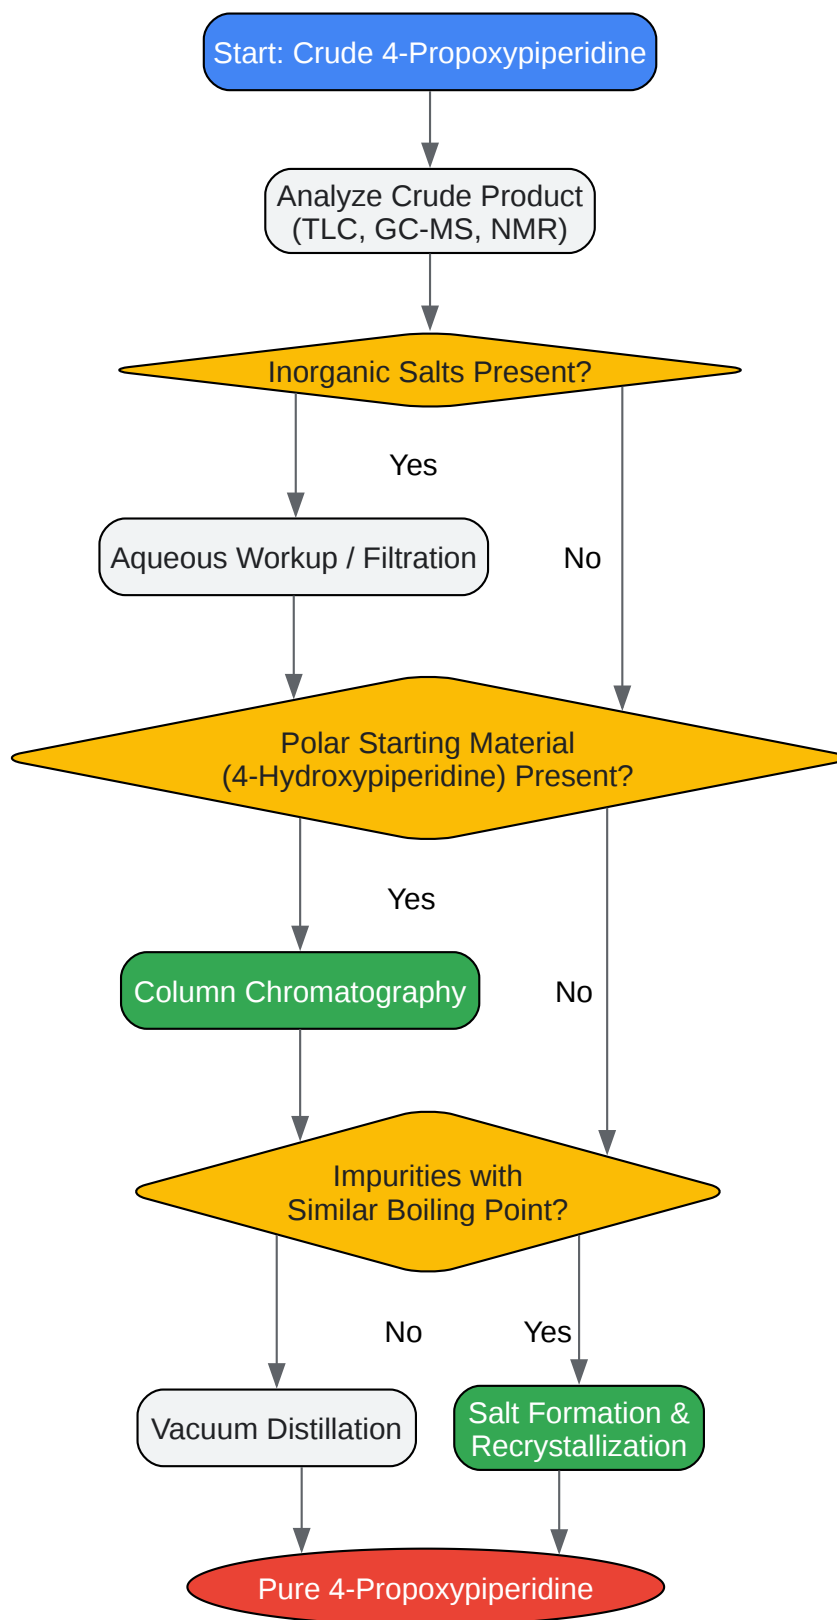 Start: Crude 4-Propoxypiperidine
Analyze Crude Product
(TLC, GC-MS, NMR)
Inorganic Salts Present?
Yes
Aqueous Workup / Filtration
No
Polar Starting Material
(4-Hydroxypiperidine) Present?
Yes
Column Chromatography
No
Impurities with
Similar Boiling Point?
No
Yes
Vacuum Distillation
Salt Formation &
Recrystallization
Pure 4-Propoxypiperidine